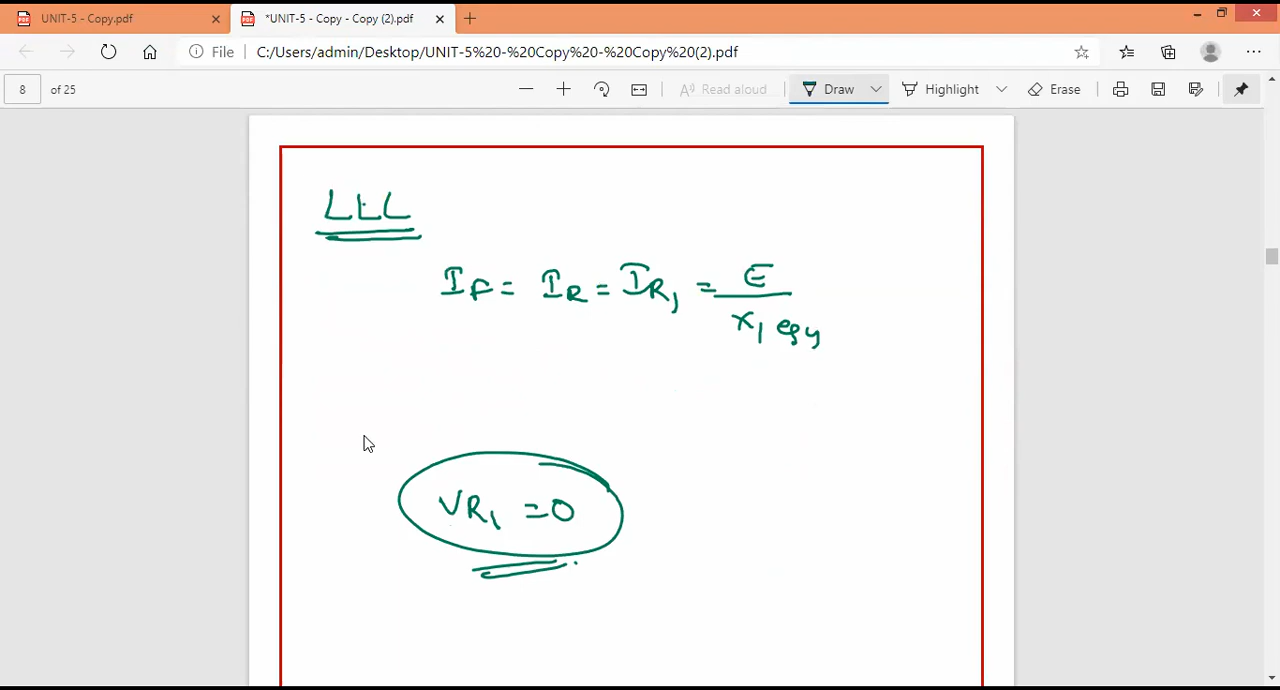 UNIT-5 - Copy.pdf
*UNIT-5 - Copy - Copy (2).pdf
File C:/Users/admin/Desktop/UNIT-5%20-%20Copy%20-%20Copy%20(2).pdf
8 of 25 Read aloud Draw Highlight Erase
LLL
IF = IR = IR1 = E
x1 equ
VR1 = 0